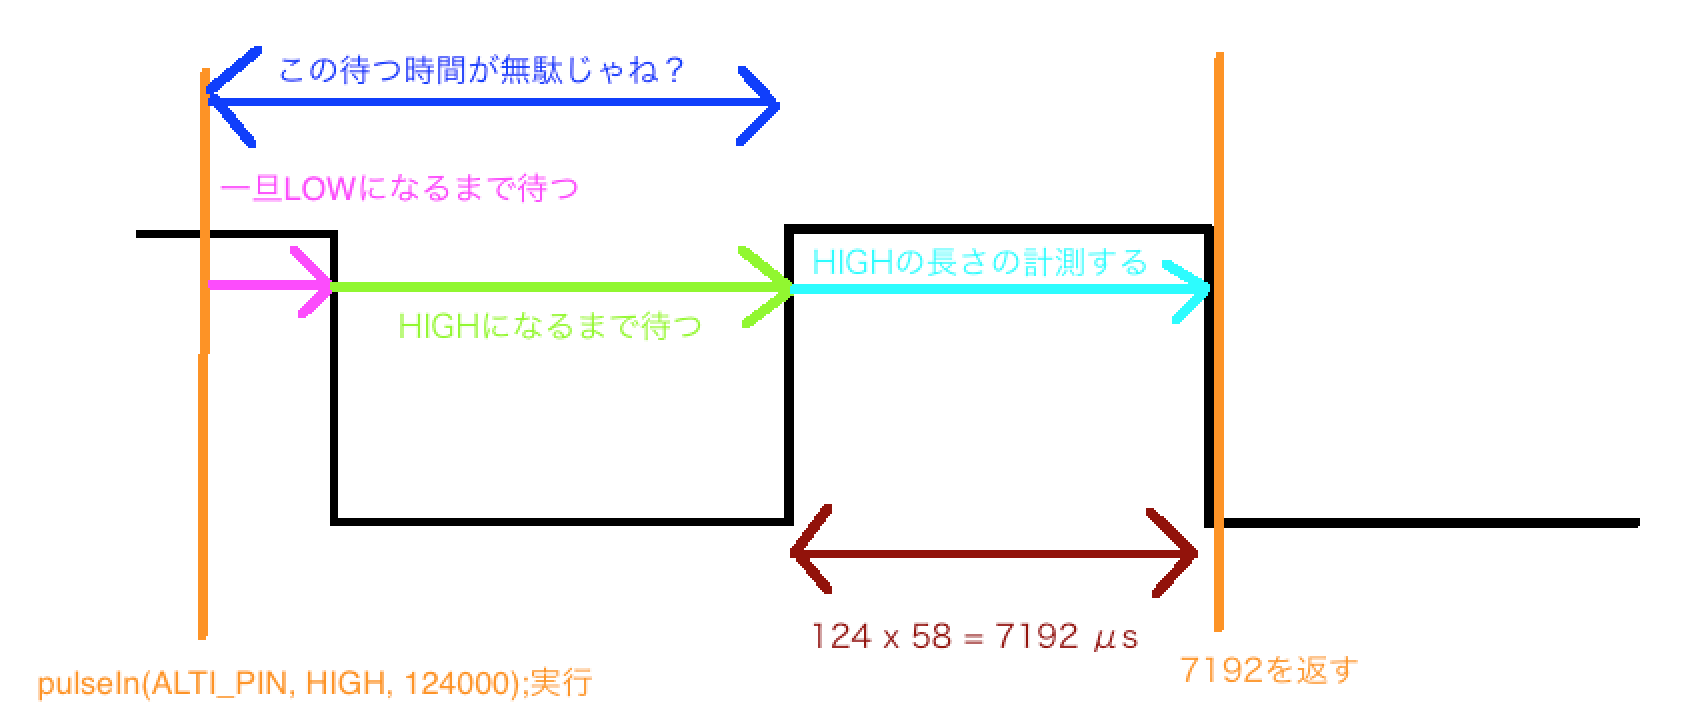 この待つ時間が無駄じゃね？
一旦LOWになるまで待つ
HIGHの長さの計測する
HIGHになるまで待つ
124 x 58 = 7192 μs
7192を返す
pulseIn(ALTI_PIN, HIGH, 124000);実行